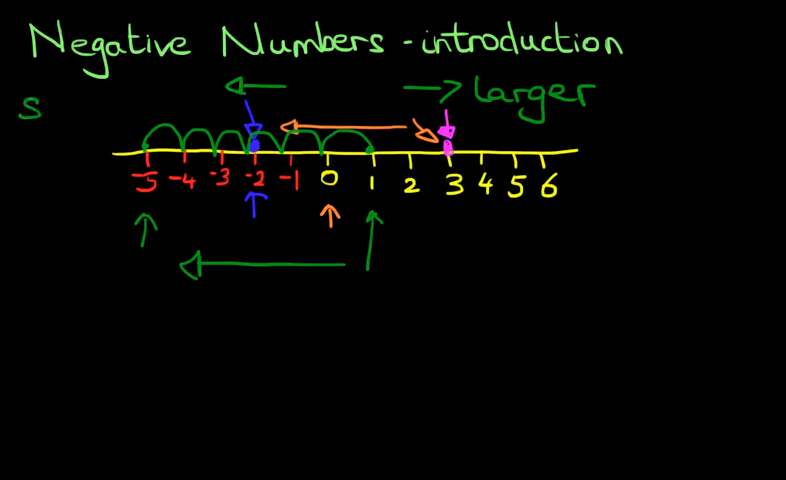 Negative Numbers - introduction
larger
S
-5 -4 -3 -2 -1 0 1 2 3 4 5 6